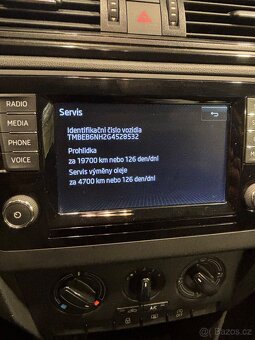 RADIO
MEDIA
PHONE
VOICE
Servis
Identifikační číslo vozidla
TMBEB6NH2G4528532
Prohlídka
za 19700 km nebo 126 den/dní
Servis výměny oleje
za 4700 km nebo 126 den/dní
A/C
bazos.cz